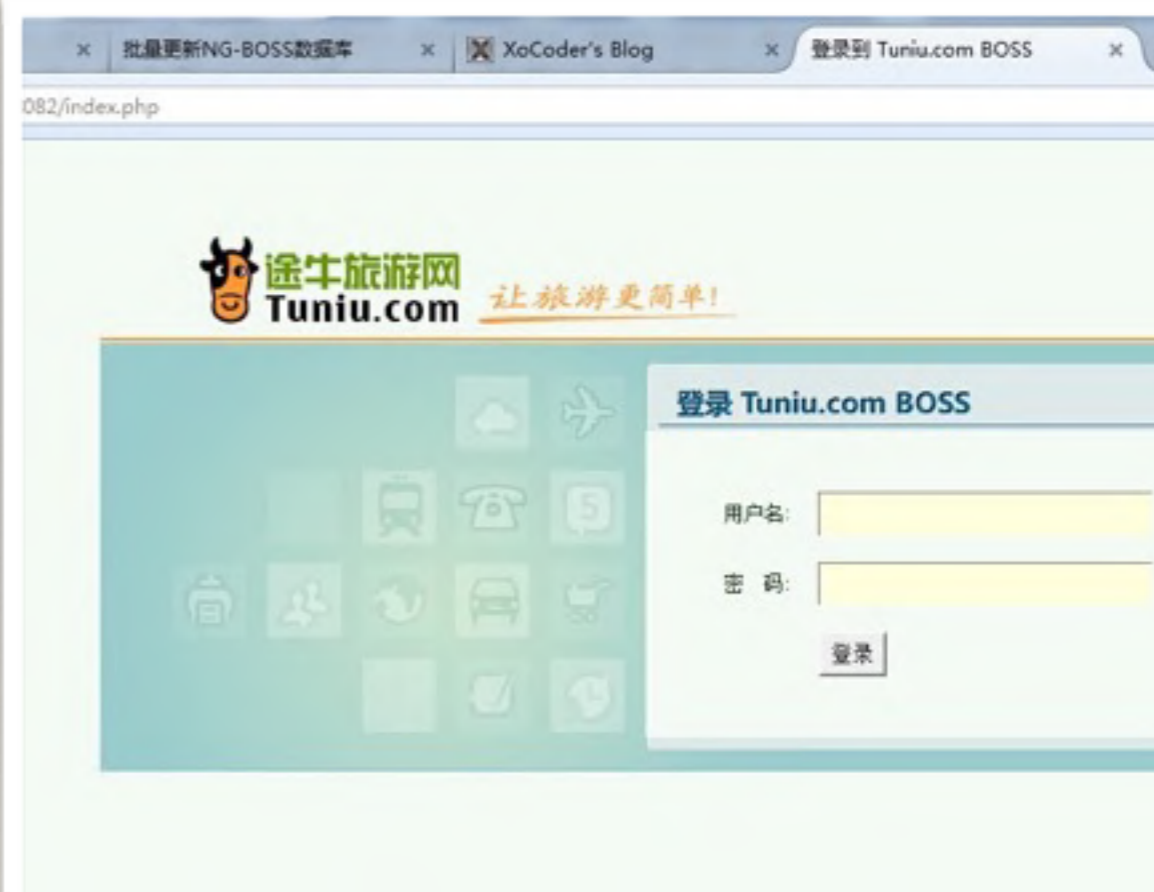 批量更新NG-BOSS数据库
XoCoder's Blog
登录到 Tuniu.com BOSS
082/index.php
途牛旅游网
Tuniu.com
让旅游更简单!
5
登录 Tuniu.com BOSS
用户名:
密 码:
登录